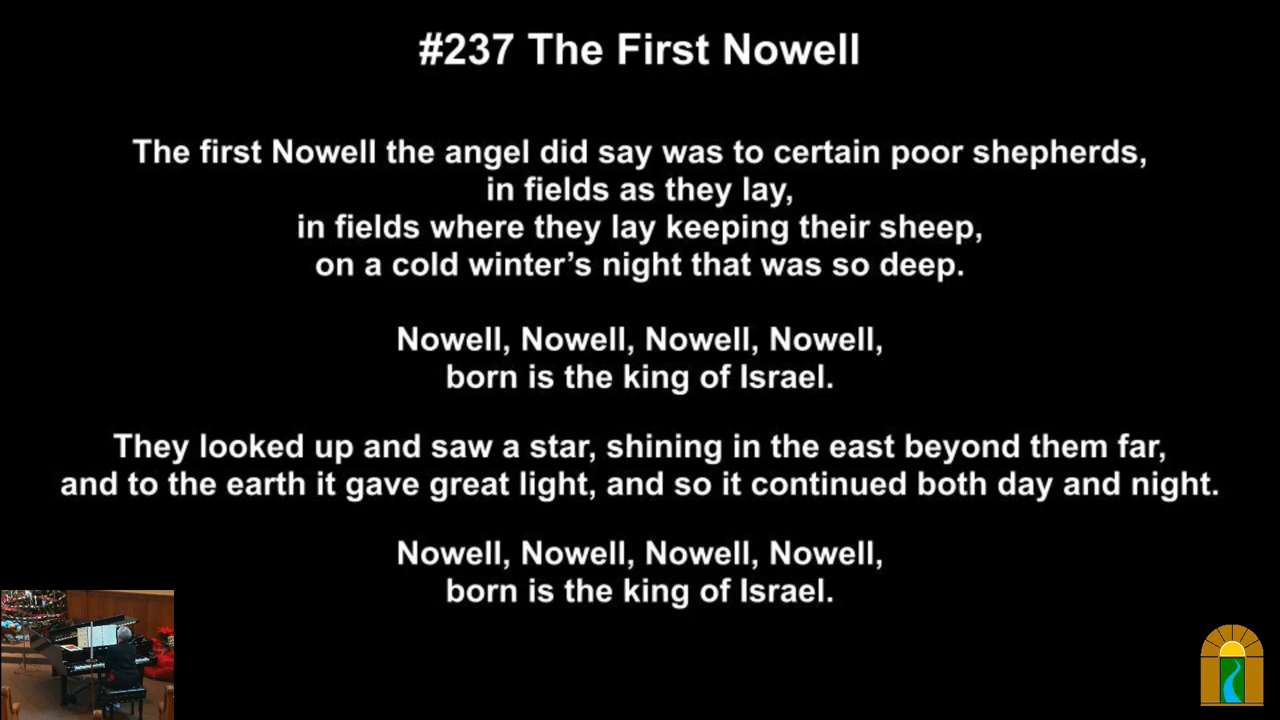 #237 The First Nowell
The first Nowell the angel did say was to certain poor shepherds,
in fields as they lay,
in fields where they lay keeping their sheep,
on a cold winter’s night that was so deep.
Nowell, Nowell, Nowell, Nowell,
born is the king of Israel.
They looked up and saw a star, shining in the east beyond them far,
and to the earth it gave great light, and so it continued both day and night.
Nowell, Nowell, Nowell, Nowell,
born is the king of Israel.